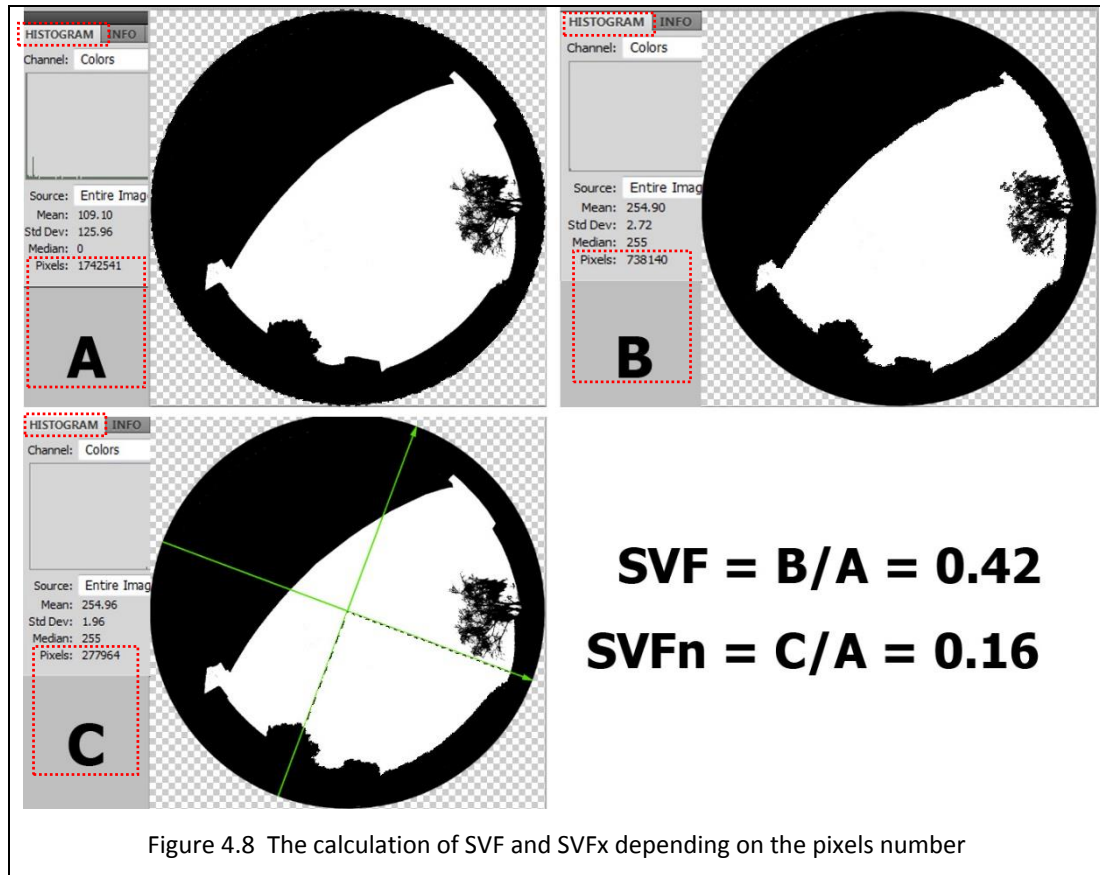 HISTOGRAM INFO
Channel: Colors
Source: Entire Imag
Mean: 109.10
Std Dev: 125.96
Median: 0
Pixels: 1742541
A
HISTOGRAM INFO
Channel: Colors
Source: Entire Imag
Mean: 254.90
Std Dev: 2.72
Median: 255
Pixels: 738140
B
HISTOGRAM INFO
Channel: Colors
Source: Entire Imag
Mean: 254.96
Std Dev: 1.96
Median: 255
Pixels: 277964
C
SVF = B/A = 0.42
SVFn = C/A = 0.16
Figure 4.8 The calculation of SVF and SVFx depending on the pixels number